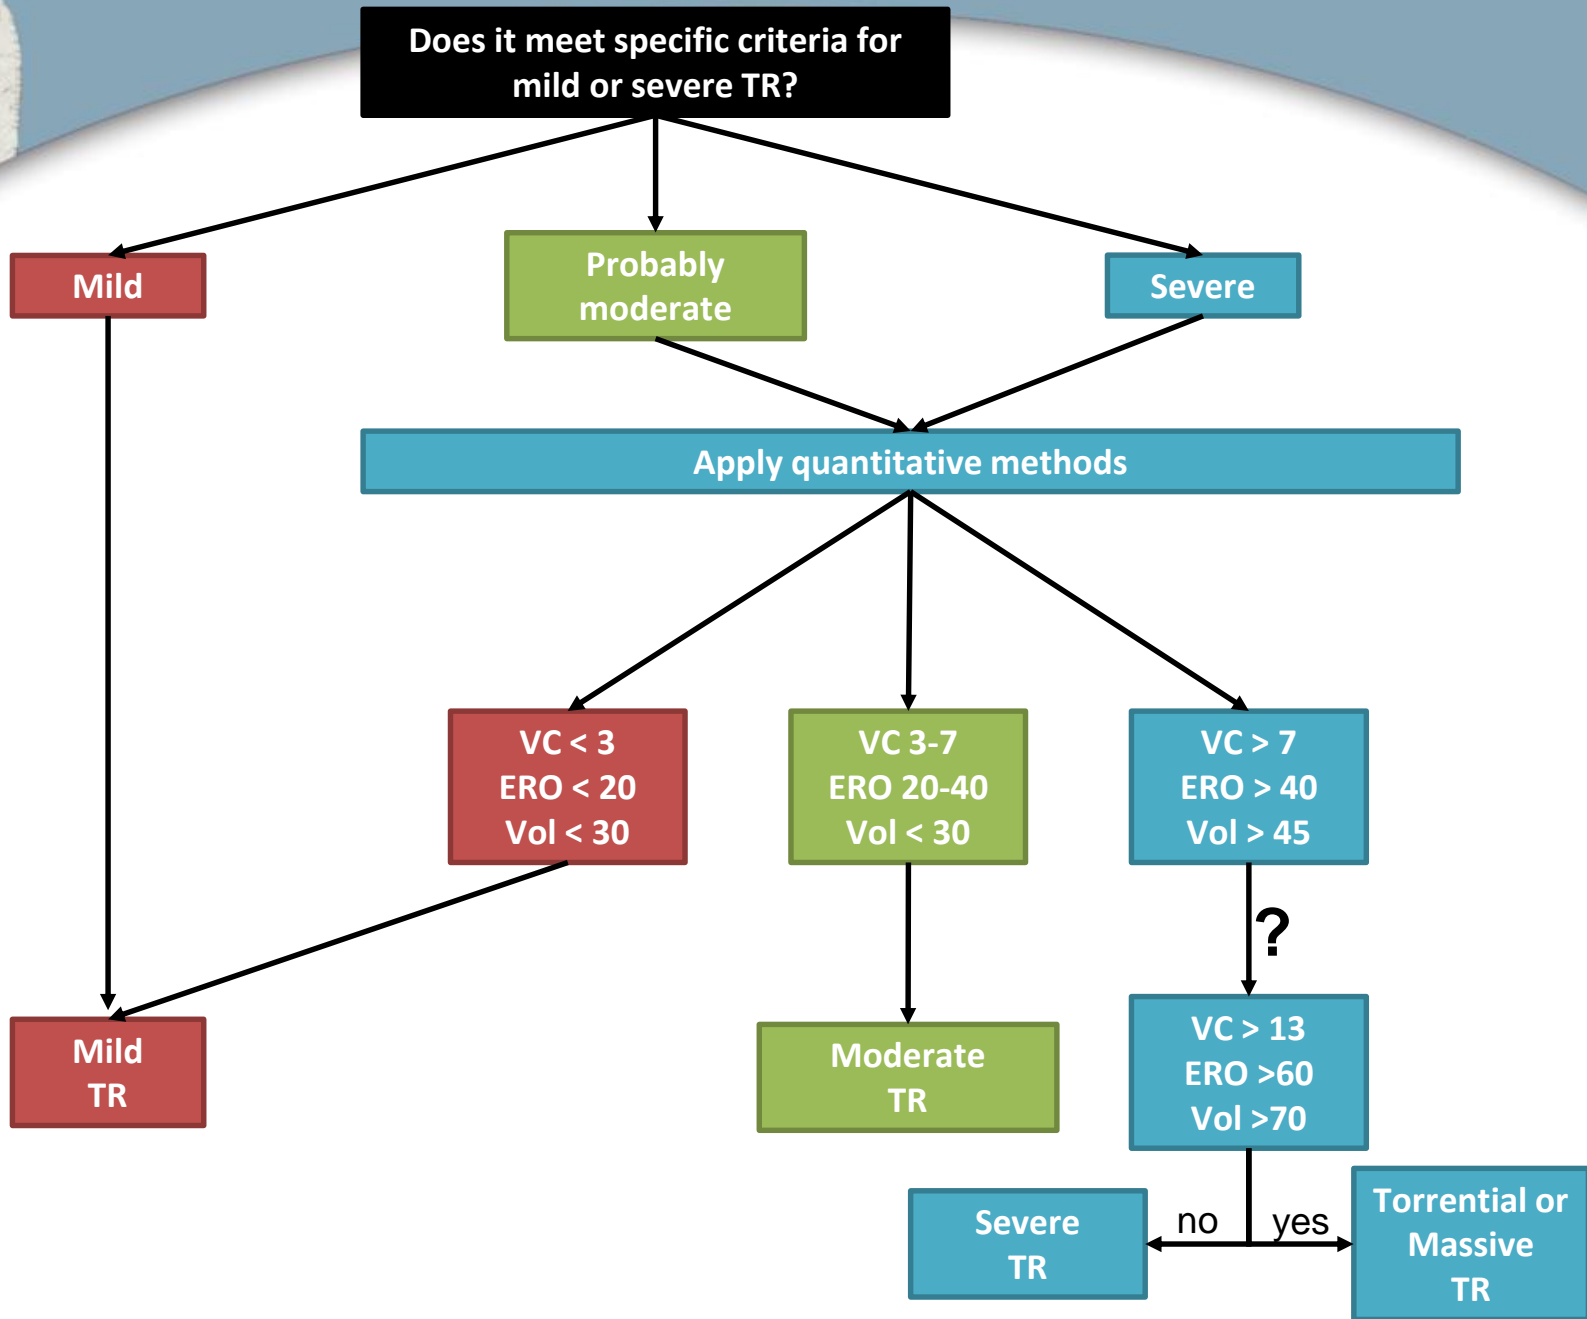 Does it meet specific criteria for
mild or severe TR?
Mild
Probably
moderate
Severe
Apply quantitative methods
VC < 3
ERO < 20
Vol < 30
VC 3-7
ERO 20-40
Vol < 30
VC > 7
ERO > 40
Vol > 45
?
Mild
TR
Moderate
TR
VC > 13
ERO >60
Vol >70
no
yes
Severe
TR
Torrential or
Massive
TR